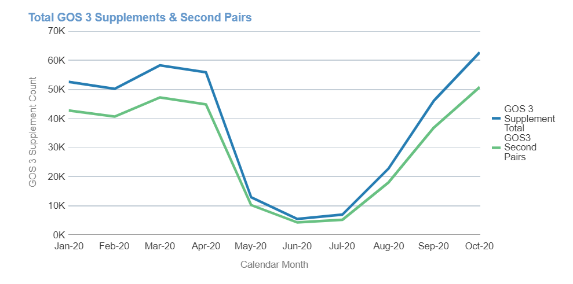 Total GOS 3 Supplements & Second Pairs
70K
60K
50K
40K
30K
20K
10K
0K
GOS 3 Supplement Count
Jan-20 Feb-20 Mar-20 Apr-20 May-20 Jun-20 Jul-20 Aug-20 Sep-20 Oct-20
Calendar Month
GOS 3
Supplement
Total
GOS3
Second
Pairs